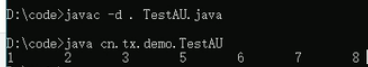 D:\code>javac -d . TestAU.java
D:\code>java cn.tx.demo.TestAU
1 2 3 5 6 7 8